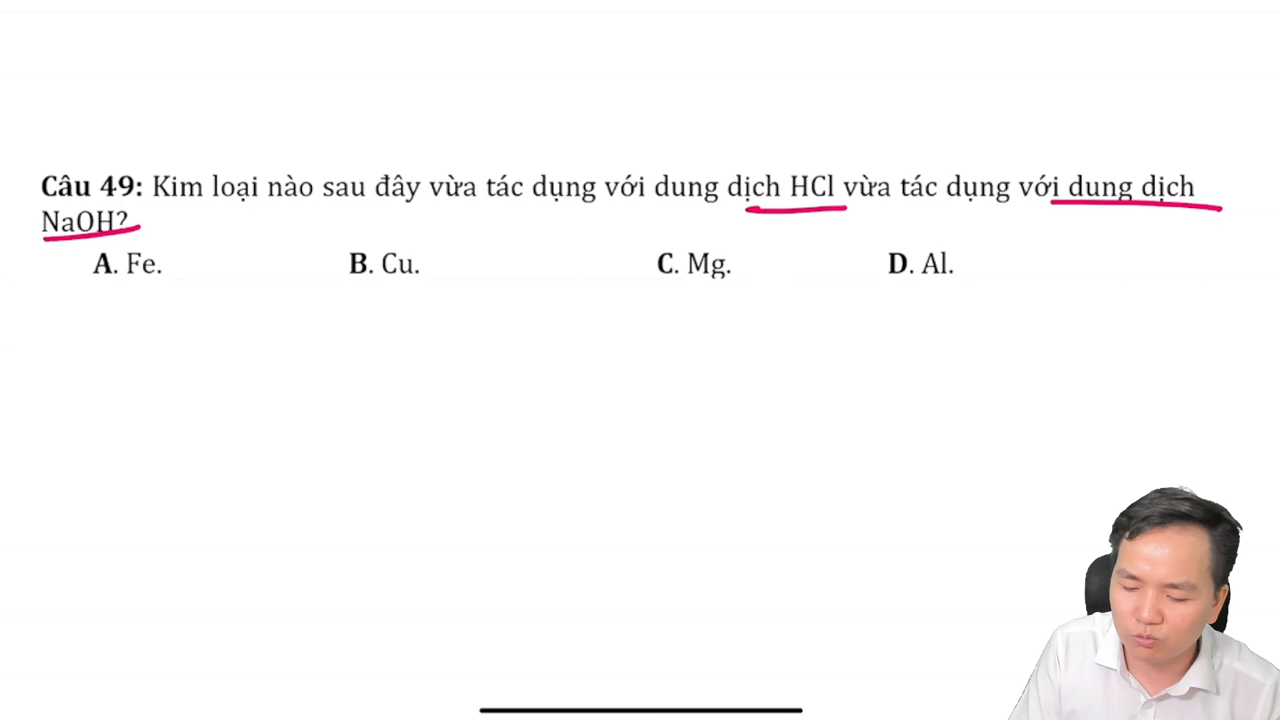 Câu 49: Kim loại nào sau đây vừa tác dụng với dung dịch HCl vừa tác dụng với dung dịch
NaOH?
A. Fe. B. Cu. C. Mg. D. Al.